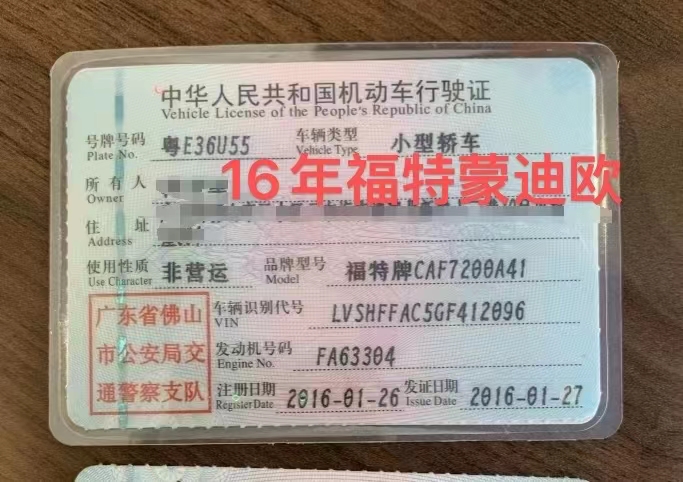 中华人民共和国机动车行驶证
Vehicle License of the People's Republic of China
号牌号码 粤E36U55 车辆类型 小型轿车
Plate No. Vehicle Type
16年福特蒙迪欧
所有人
Owner
住址
Address
使用性质 非营运 品牌型号 福特牌CAF7200A41
Use Character Model
广东省佛山
市公安局交
通警察支队
车辆识别代号 LVSHFFAC5GF412096
VIN
发动机号码 FA63304
Engine No.
注册日期 2016-01-26 发证日期 2016-01-27
Register Date Issue Date